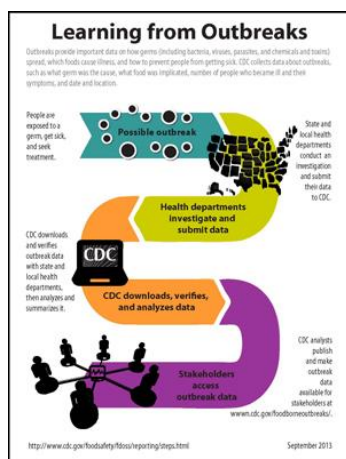 Learning from Outbreaks
Outbreaks provide important data on how germs (including bacteria, viruses, parasites, and chemicals and toxins)
spread, which foods cause illness, and how to prevent people from getting sick. CDC collects data about outbreaks,
such as what germ was the cause, what food was implicated, number of people who became ill and their
symptoms, and date and location.
People are
exposed to a
germ, get sick,
and seek
treatment.
Possible outbreak
State and
local health
departments
conduct an
investigation
and submit
their data
to CDC.
Health departments
investigate and
submit data
CDC downloads
and verifies
outbreak data
with state and
local health
departments,
then analyzes and
summarizes it.
CDC
CDC downloads, verifies,
and analyzes data
CDC analysts
publish and
make
outbreak
data
available for
stakeholders at
www.cdc.gov/foodborneoutbreaks/.
Stakeholders
access
outbreak data
http://www.cdc.gov/foodsafety/fdoss/reporting/steps.html
September 2013